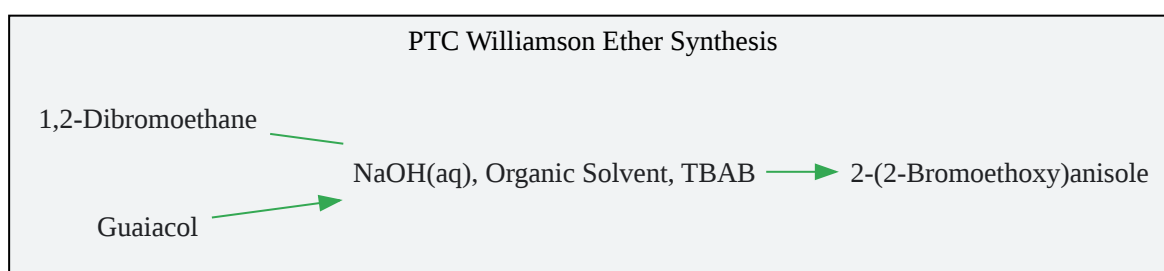 PTC Williamson Ether Synthesis
1,2-Dibromoethane
NaOH(aq), Organic Solvent, TBAB
2-(2-Bromoethoxy)anisole
Guaiacol